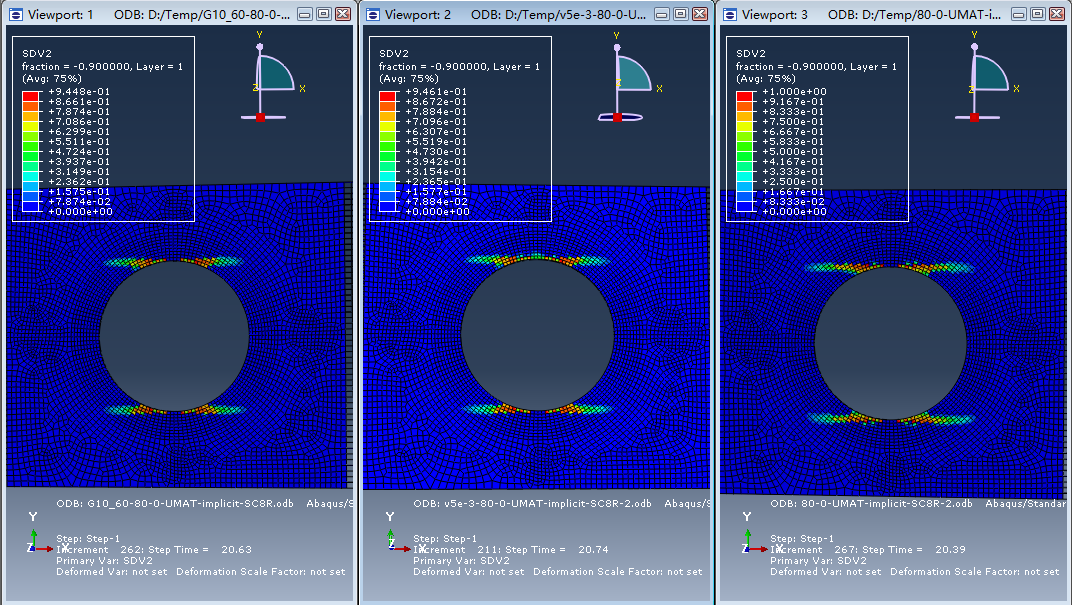 Viewport: 1 ODB: D:/Temp/G10_60-80-0-...
SDV2
fraction = -0.900000, Layer = 1
(Avg: 75%)
+9.448e-01
+8.661e-01
+7.874e-01
+7.086e-01
+6.299e-01
+5.511e-01
+4.724e-01
+3.937e-01
+3.149e-01
+2.362e-01
+1.575e-01
+7.874e-02
+0.000e+00
Y
Z X
ODB: G10_60-80-0-UMAT-implicit-SC8R.odb Abaqus/S
Y
Z X
Step: Step-1
Increment 262: Step Time = 20.63
Primary Var: SDV2
Deformed Var: not set Deformation Scale Factor: not set
Viewport: 2 ODB: D:/Temp/v5e-3-80-0-U...
SDV2
fraction = -0.900000, Layer = 1
(Avg: 75%)
+9.461e-01
+8.672e-01
+7.884e-01
+7.096e-01
+6.307e-01
+5.519e-01
+4.730e-01
+3.942e-01
+3.154e-01
+2.365e-01
+1.577e-01
+7.884e-02
+0.000e+00
Y
Y X
ODB: v5e-3-80-0-UMAT-implicit-SC8R-2.odb Abaqus/S
Y
Z X
Step: Step-1
Increment 211: Step Time = 20.74
Primary Var: SDV2
Deformed Var: not set Deformation Scale Factor: not set
Viewport: 3 ODB: D:/Temp/80-0-UMAT-i...
SDV2
fraction = -0.900000, Layer = 1
(Avg: 75%)
+1.000e+00
+9.167e-01
+8.333e-01
+7.500e-01
+6.667e-01
+5.833e-01
+5.000e-01
+4.167e-01
+3.333e-01
+2.500e-01
+1.667e-01
+8.333e-02
+0.000e+00
Y
Z X
ODB: 80-0-UMAT-implicit-SC8R-2.odb Abaqus/Standar
Y
Z X
Step: Step-1
Increment 267: Step Time = 20.39
Primary Var: SDV2
Deformed Var: not set Deformation Scale Factor: not set